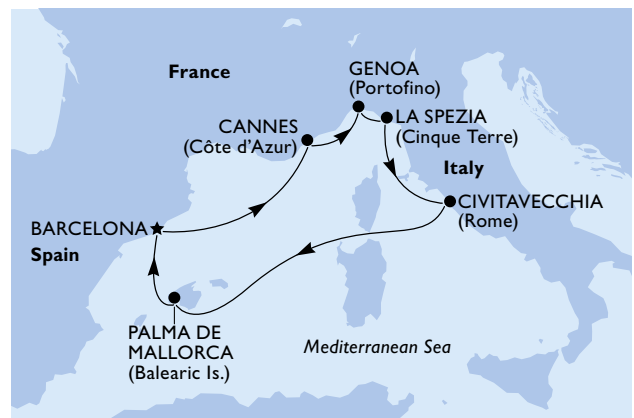 France
GENOA
(Portofino)
LA SPEZIA
(Cinque Terre)
CANNES
(Côte d'Azur)
Italy
CIVITAVECCHIA
(Rome)
BARCELONA
Spain
PALMA DE
MALLORCA
(Balearic Is.)
Mediterranean Sea